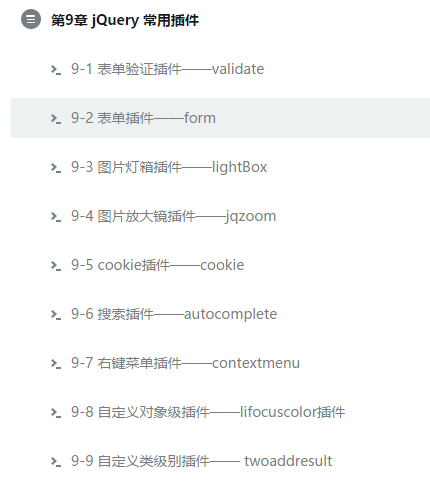 第9章 jQuery 常用插件
9-1 表单验证插件——validate
9-2 表单插件——form
9-3 图片灯箱插件——lightBox
9-4 图片放大镜插件——jqzoom
9-5 cookie插件——cookie
9-6 搜索插件——autocomplete
9-7 右键菜单插件——contextmenu
9-8 自定义对象级插件——lifocuscolor插件
9-9 自定义类级别插件—— twoaddresult